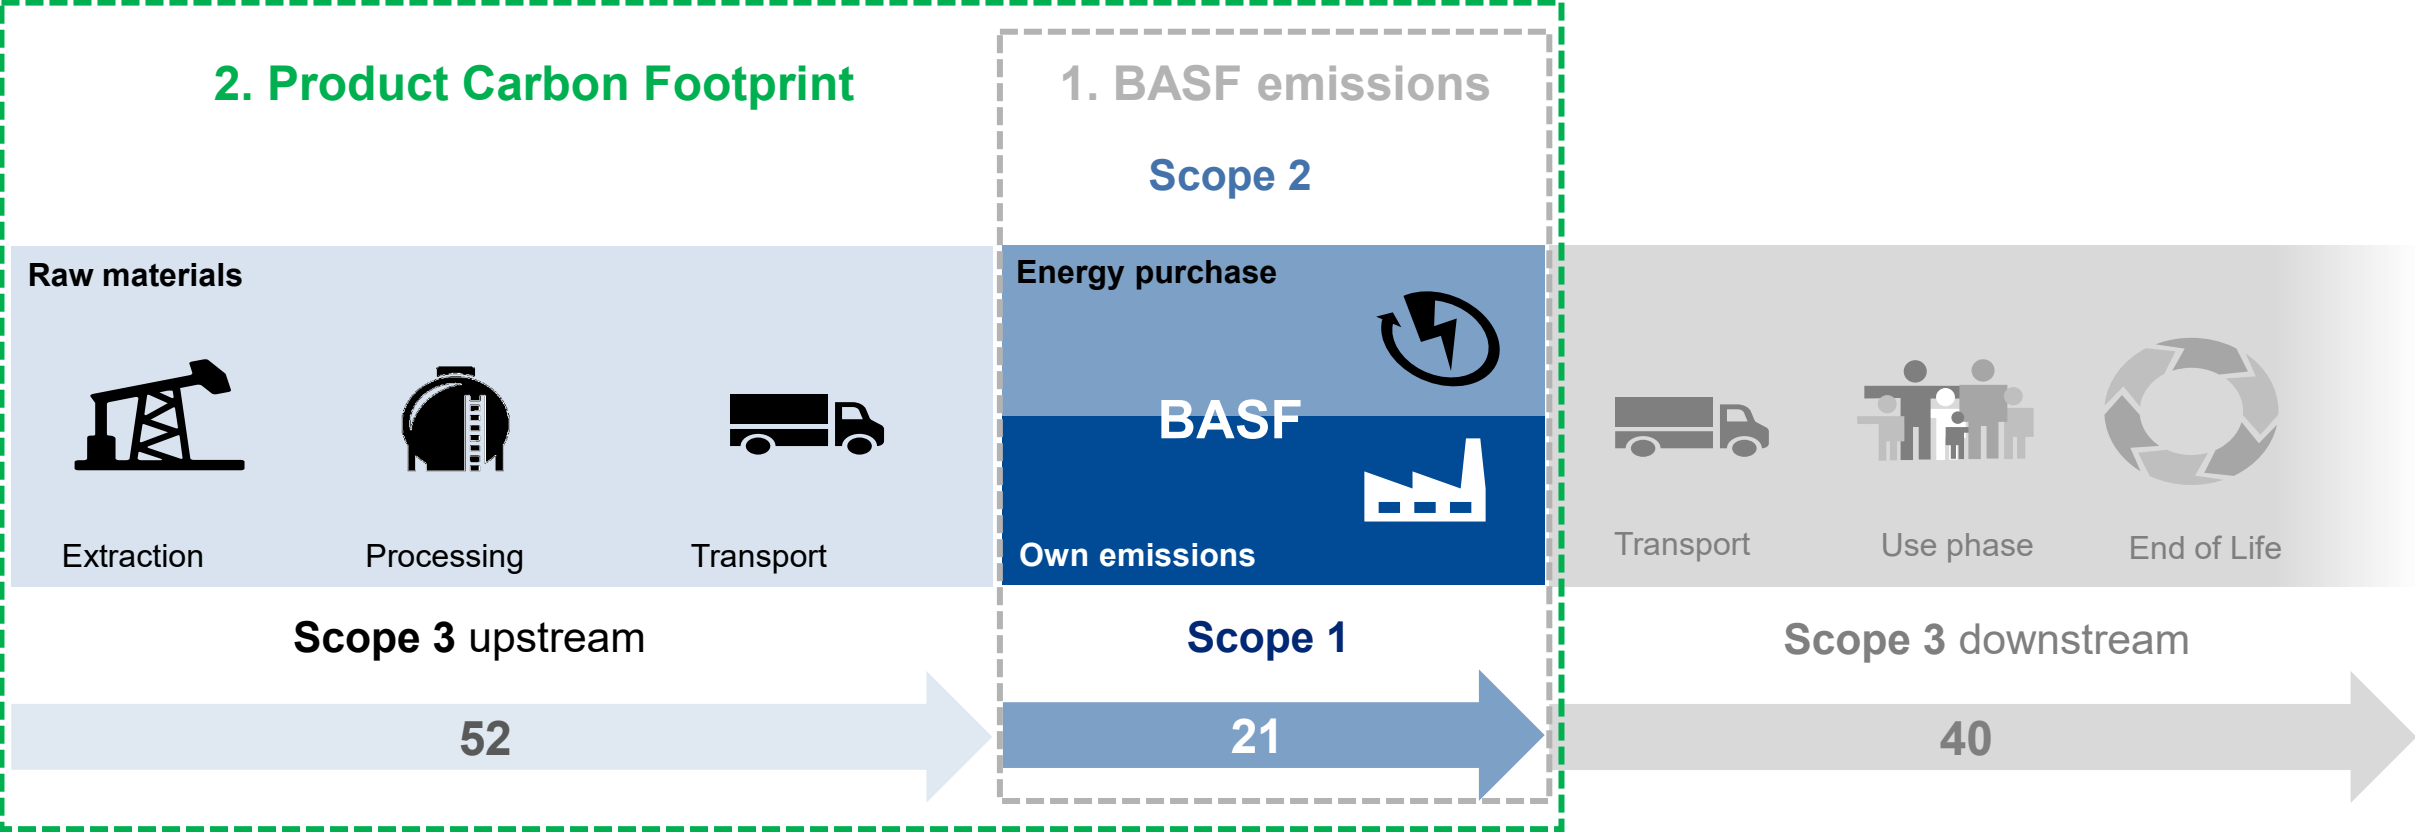 2. Product Carbon Footprint
1. BASF emissions
Scope 2
Raw materials
Extraction
Processing
Transport
Scope 3 upstream
52
Energy purchase
BASF
Own emissions
Scope 1
21
Transport
Use phase
End of Life
Scope 3 downstream
40